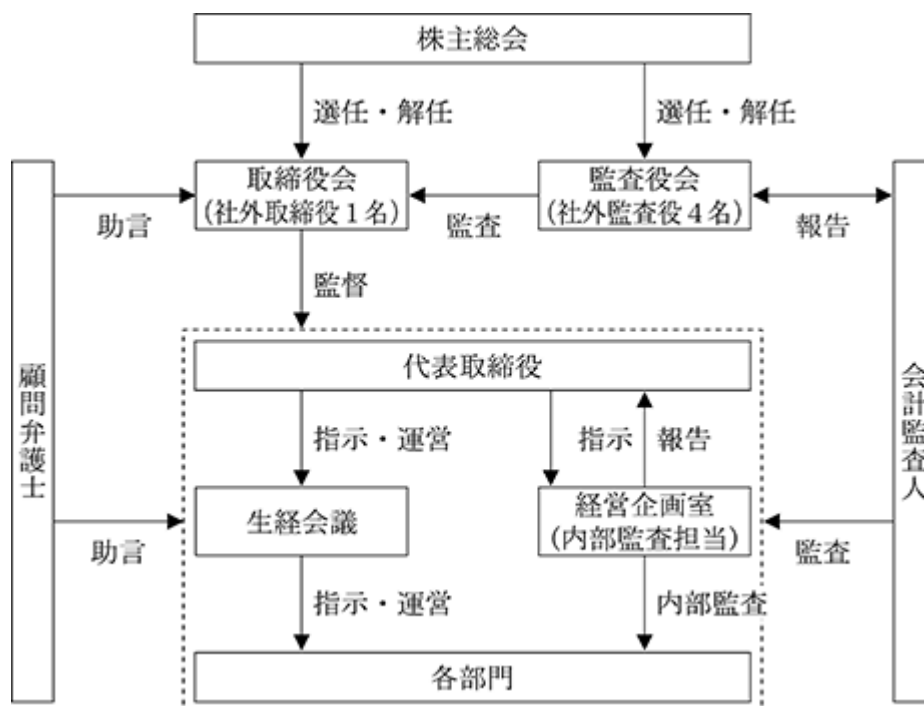 株主総会
選任・解任
選任・解任
取締役会
(社外取締役1名)
監査役会
(社外監査役4名)
助言
監査
報告
監督
代表取締役
顧問弁護士
会計監査人
指示・運営
指示
報告
生経会議
経営企画室
(内部監査担当)
助言
監査
指示・運営
内部監査
各部門